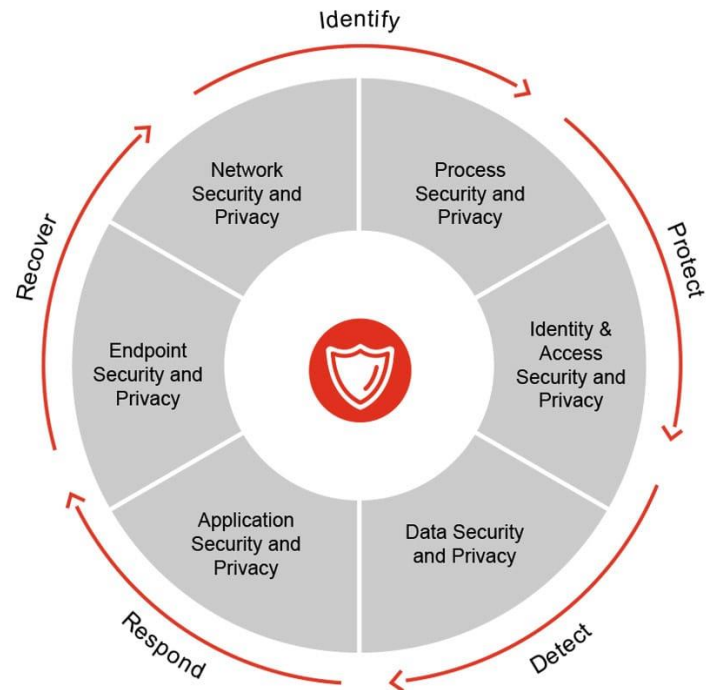 Identify
Protect
Detect
Respond
Recover
Network
Security and
Privacy
Process
Security and
Privacy
Identity &
Access
Security and
Privacy
Data Security
and Privacy
Application
Security and
Privacy
Endpoint
Security and
Privacy